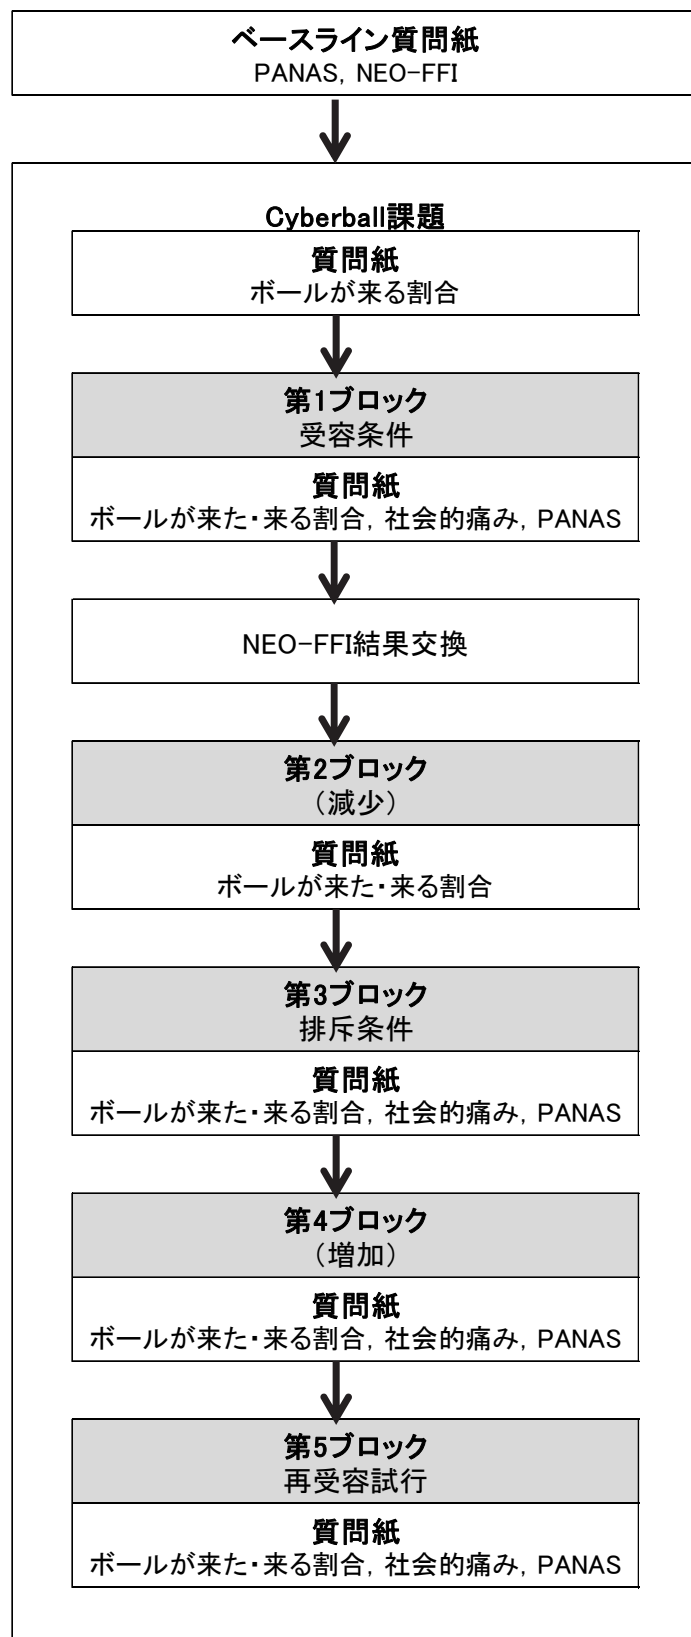 ベースライン質問紙
PANAS, NEO-FFI
Cyberball課題
質問紙
ボールが来る割合
第1ブロック
受容条件
質問紙
ボールが来た・来る割合, 社会的痛み, PANAS
NEO-FFI結果交換
第2ブロック
（減少）
質問紙
ボールが来た・来る割合
第3ブロック
排斥条件
質問紙
ボールが来た・来る割合, 社会的痛み, PANAS
第4ブロック
（増加）
質問紙
ボールが来た・来る割合, 社会的痛み, PANAS
第5ブロック
再受容試行
質問紙
ボールが来た・来る割合, 社会的痛み, PANAS